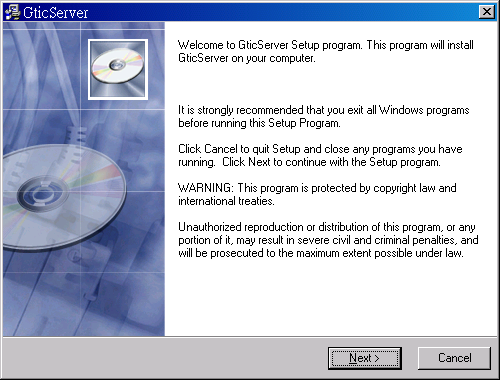 GticServer
Welcome to GticServer Setup program. This program will install
GticServer on your computer.
It is strongly recommended that you exit all Windows programs
before running this Setup Program.
Click Cancel to quit Setup and close any programs you have
running. Click Next to continue with the Setup program.
WARNING: This program is protected by copyright law and
international treaties.
Unauthorized reproduction or distribution of this program, or any
portion of it, may result in severe civil and criminal penalties, and
will be prosecuted to the maximum extent possible under law.
Next >
Cancel